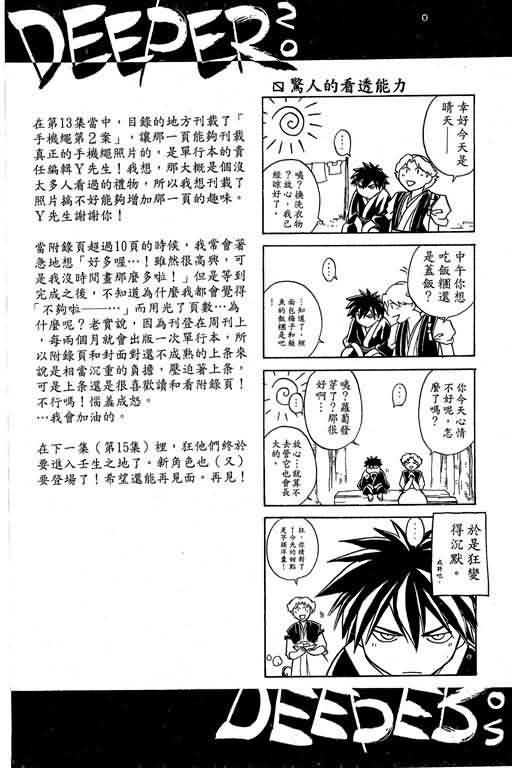 DEEPER
20
驚人的看透能力
在第13集當中，目錄的地方刊載了「
手機繩第２案」，讓那一頁能夠刊載
真正的手機繩照片的，是單行本的責
任編輯Ｙ先生！我想，那大概是個沒
太多人看過的禮物，所以我想刊載了
照片搞不好能夠增加那一頁的趣味。
Ｙ先生謝謝你！
當附錄頁超過10頁的時候，我常會著
急地想「好多喔…！雖然很高興，可
是我沒時間畫那麼多啦！」但是等到
完成之後，不知道為什麼我都會覺得
「不夠啦———…」而用光了頁數…為
什麼呢？老實說，因為刊登在周刊上
，每兩個月就會出版一次單行本，所
以附錄頁和封面對還不成熟的上条來
說是相當沉重的負擔，壓迫著上条，
可是上条還是很喜歡讀和看附錄頁！
不行嗎！惱羞成怒。
…我會加油的。
在下一集（第15集）裡，狂他們終於
要進入壬生之地了。新角色也（又）
要登場了！希望還能再見面。再見！
幸好今天是
晴天—…
…
咦？換洗衣物
？放心，我已
經晾好了。
中午你想
吃飯糰還
是蓋飯？
…
…知道了，裡
面包梅子和鮭
魚的飯糰是吧
你今天心情
不好呢，怎
麼了嗎？
…
咦？蘿蔔發
芽了？那很
好啊…
放心…就算不
去管它也會長
大的。
於是狂變
得沉默。
…
狂，你猜對了
！今天的甜點
DEEPER